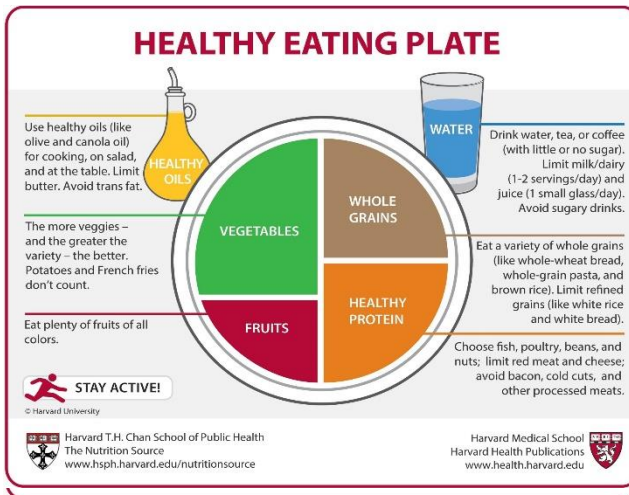 HEALTHY EATING PLATE
Use healthy oils (like
olive and canola oil)
for cooking, on salad,
and at the table. Limit
butter. Avoid trans fat.
HEALTHY
OILS
The more veggies –
and the greater the
variety – the better.
Potatoes and French fries
don't count.
Eat plenty of fruits of all
colors.
VEGETABLES
FRUITS
WHOLE
GRAINS
HEALTHY
PROTEIN
WATER
Drink water, tea, or coffee
(with little or no sugar).
Limit milk/dairy
(1-2 servings/day) and
juice (1 small glass/day).
Avoid sugary drinks.
Eat a variety of whole grains
(like whole-wheat bread,
whole-grain pasta, and
brown rice). Limit refined
grains (like white rice
and white bread).
Choose fish, poultry, beans, and
nuts; limit red meat and cheese;
avoid bacon, cold cuts, and
other processed meats.
STAY ACTIVE!
© Harvard University
Harvard T.H. Chan School of Public Health
The Nutrition Source
www.hsph.harvard.edu/nutritionsource
Harvard Medical School
Harvard Health Publications
www.health.harvard.edu